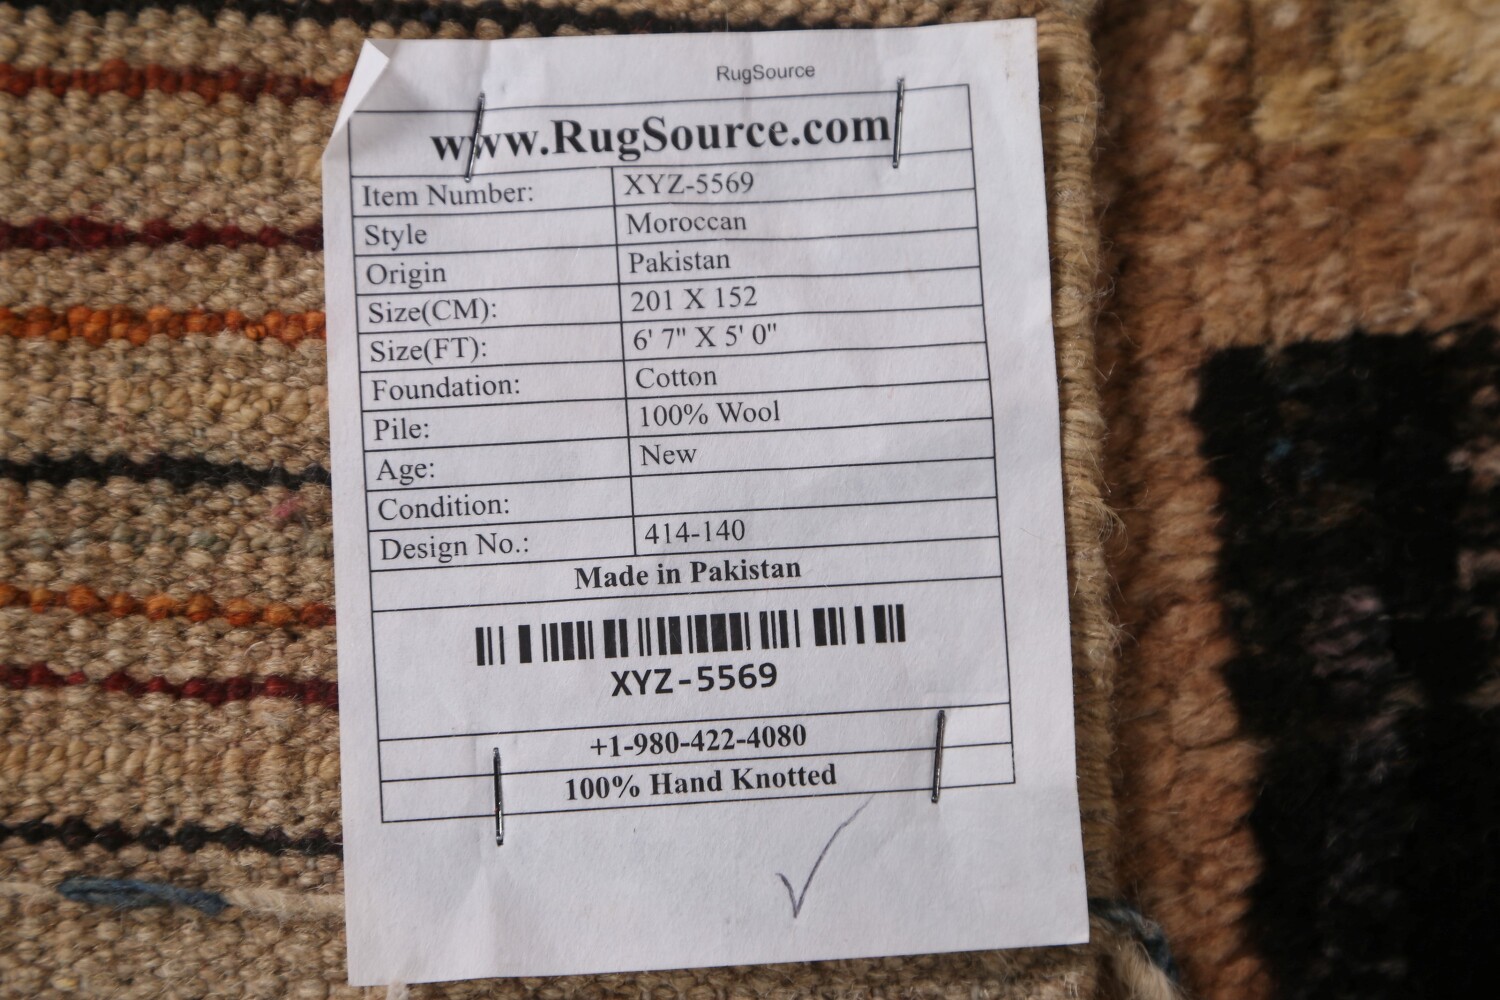 RugSource
www.RugSource.com
Item Number: XYZ-5569
Style Moroccan
Origin Pakistan
Size(CM): 201 X 152
Size(FT): 6' 7" X 5' 0"
Foundation: Cotton
Pile: 100% Wool
Age: New
Condition:
Design No.: 414-140
Made in Pakistan
XYZ-5569
+1-980-422-4080
100% Hand Knotted